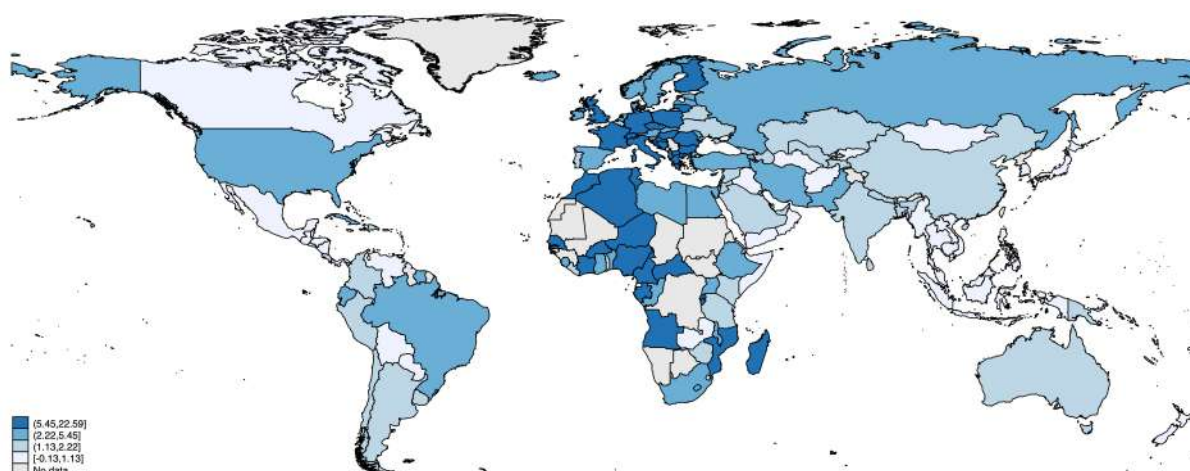 (5.45,22.59]
(2.22,5.45]
(1.13,2.22]
[-0.13,1.13]
No data